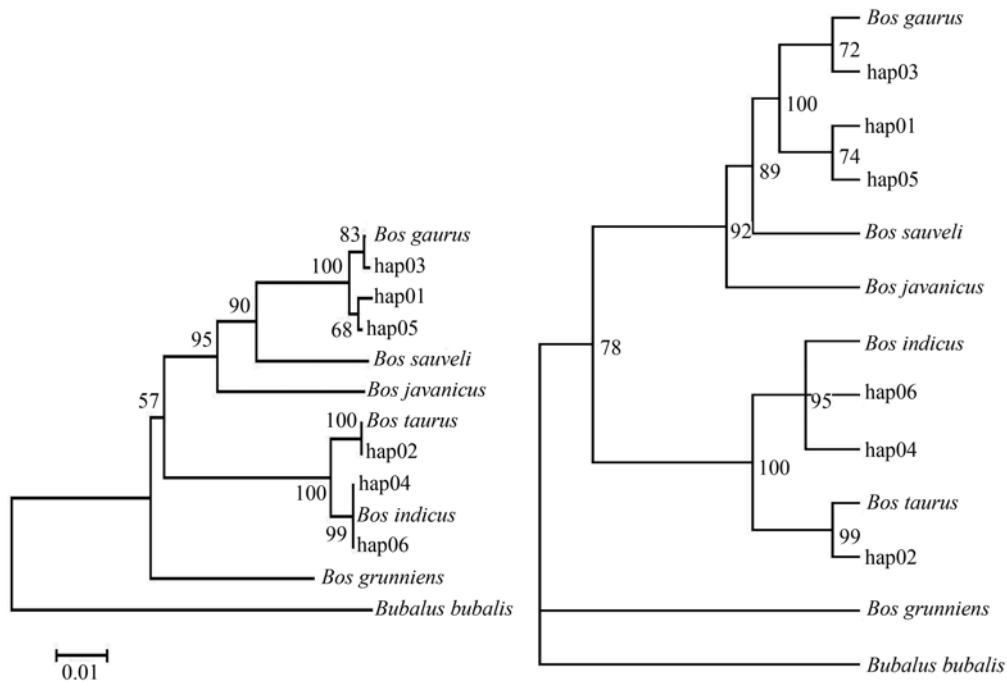 83
Bos gaurus
hap03
100
hap01
68
hap05
90
Bos sauveli
95
Bos javanicus
57
Bos taurus
100
hap02
hap04
100
Bos indicus
99
hap06
Bos grunniens
Bubalus bubalis
0.01
Bos gaurus
72
hap03
100
hap01
74
hap05
89
Bos sauveli
92
Bos javanicus
78
Bos indicus
hap06
95
hap04
100
Bos taurus
99
hap02
Bos grunniens
Bubalus bubalis